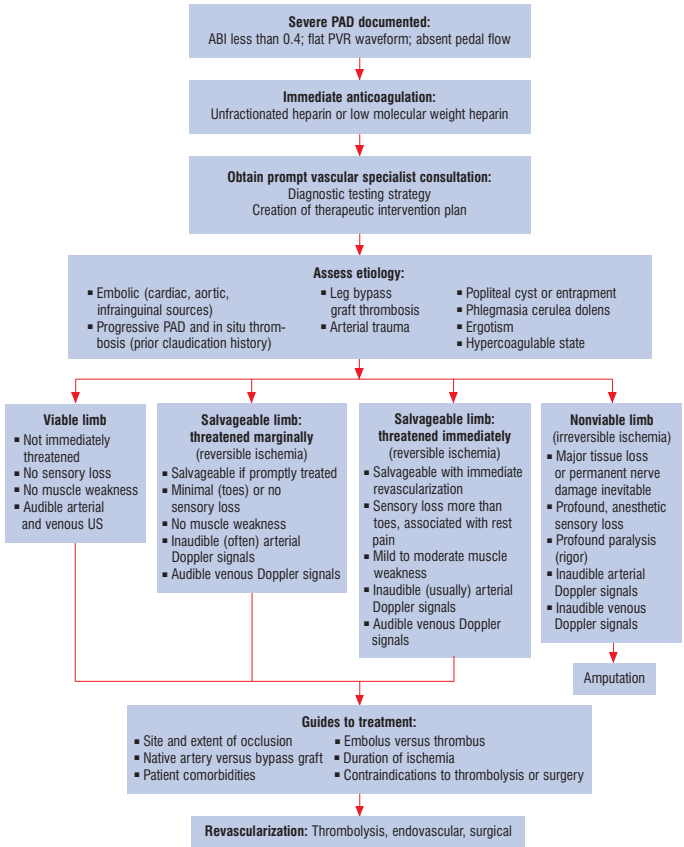 Severe PAD documented:
ABI less than 0.4; flat PVR waveform; absent pedal flow
Immediate anticoagulation:
Unfractionated heparin or low molecular weight heparin
Obtain prompt vascular specialist consultation:
Diagnostic testing strategy
Creation of therapeutic intervention plan
Assess etiology:
▪ Embolic (cardiac, aortic,
infrainguinal sources)
▪ Progressive PAD and in situ throm-
bosis (prior claudication history)
▪ Leg bypass
graft thrombosis
▪ Arterial trauma
▪ Popliteal cyst or entrapment
▪ Phlegmasia cerulea dolens
▪ Ergotism
▪ Hypercoagulable state
Viable limb
▪ Not immediately
threatened
▪ No sensory loss
▪ No muscle weakness
▪ Audible arterial
and venous US
Salvageable limb:
threatened marginally
(reversible ischemia)
▪ Salvageable if promptly treated
▪ Minimal (toes) or no
sensory loss
▪ No muscle weakness
▪ Inaudible (often) arterial
Doppler signals
▪ Audible venous Doppler signals
Salvageable limb:
threatened immediately
(reversible ischemia)
▪ Salvageable with immediate
revascularization
▪ Sensory loss more than
toes, associated with rest
pain
▪ Mild to moderate muscle
weakness
▪ Inaudible (usually) arterial
Doppler signals
▪ Audible venous Doppler
signals
Nonviable limb
(irreversible ischemia)
▪ Major tissue loss
or permanent nerve
damage inevitable
▪ Profound, anesthetic
sensory loss
▪ Profound paralysis
(rigor)
▪ Inaudible arterial
Doppler signals
▪ Inaudible venous
Doppler signals
Amputation
Guides to treatment:
▪ Site and extent of occlusion
▪ Native artery versus bypass graft
▪ Patient comorbidities
▪ Embolus versus thrombus
▪ Duration of ischemia
▪ Contraindications to thrombolysis or surgery
Revascularization: Thrombolysis, endovascular, surgical